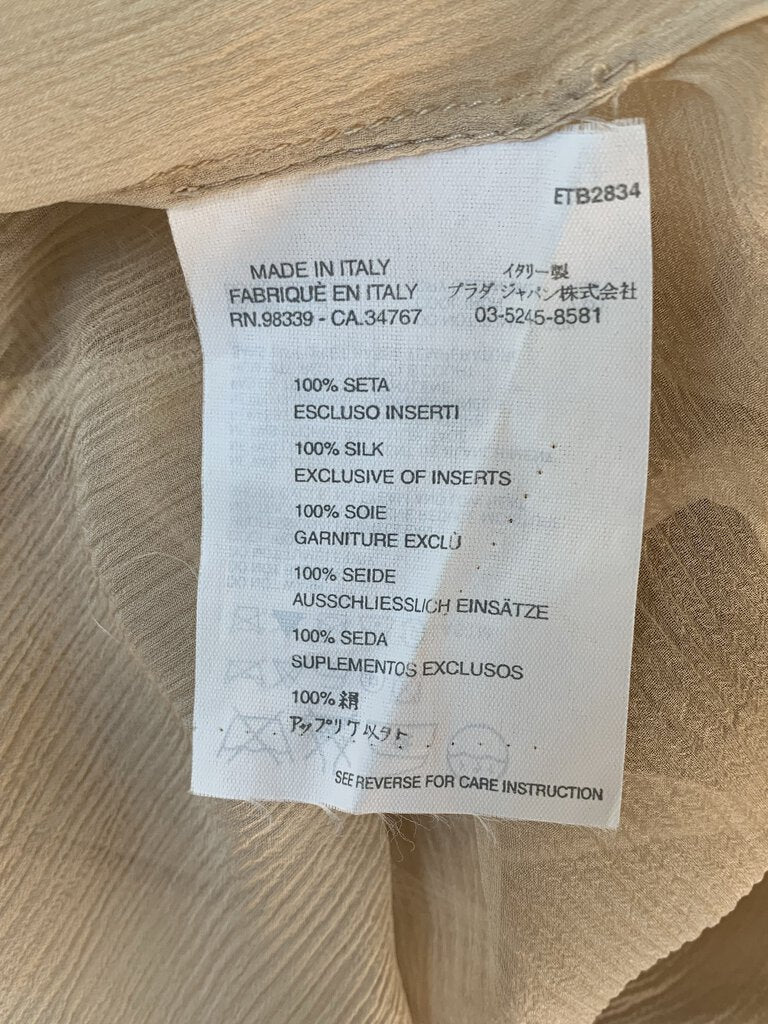 ETB2834
MADE IN ITALY
FABRIQUÈ EN ITALY
RN.98339 - CA.34767
イタリー製
プラダ ジャパン株式会社
03-5245-8581
100% SETA
ESCLUSO INSERTI
100% SILK
EXCLUSIVE OF INSERTS
100% SOIE
GARNITURE EXCLÙ
100% SEIDE
AUSSCHLIESSLICH EINSÄTZE
100% SEDA
SUPLEMENTOS EXCLUSOS
100% 絹
アップリケ以外
SEE REVERSE FOR CARE INSTRUCTION